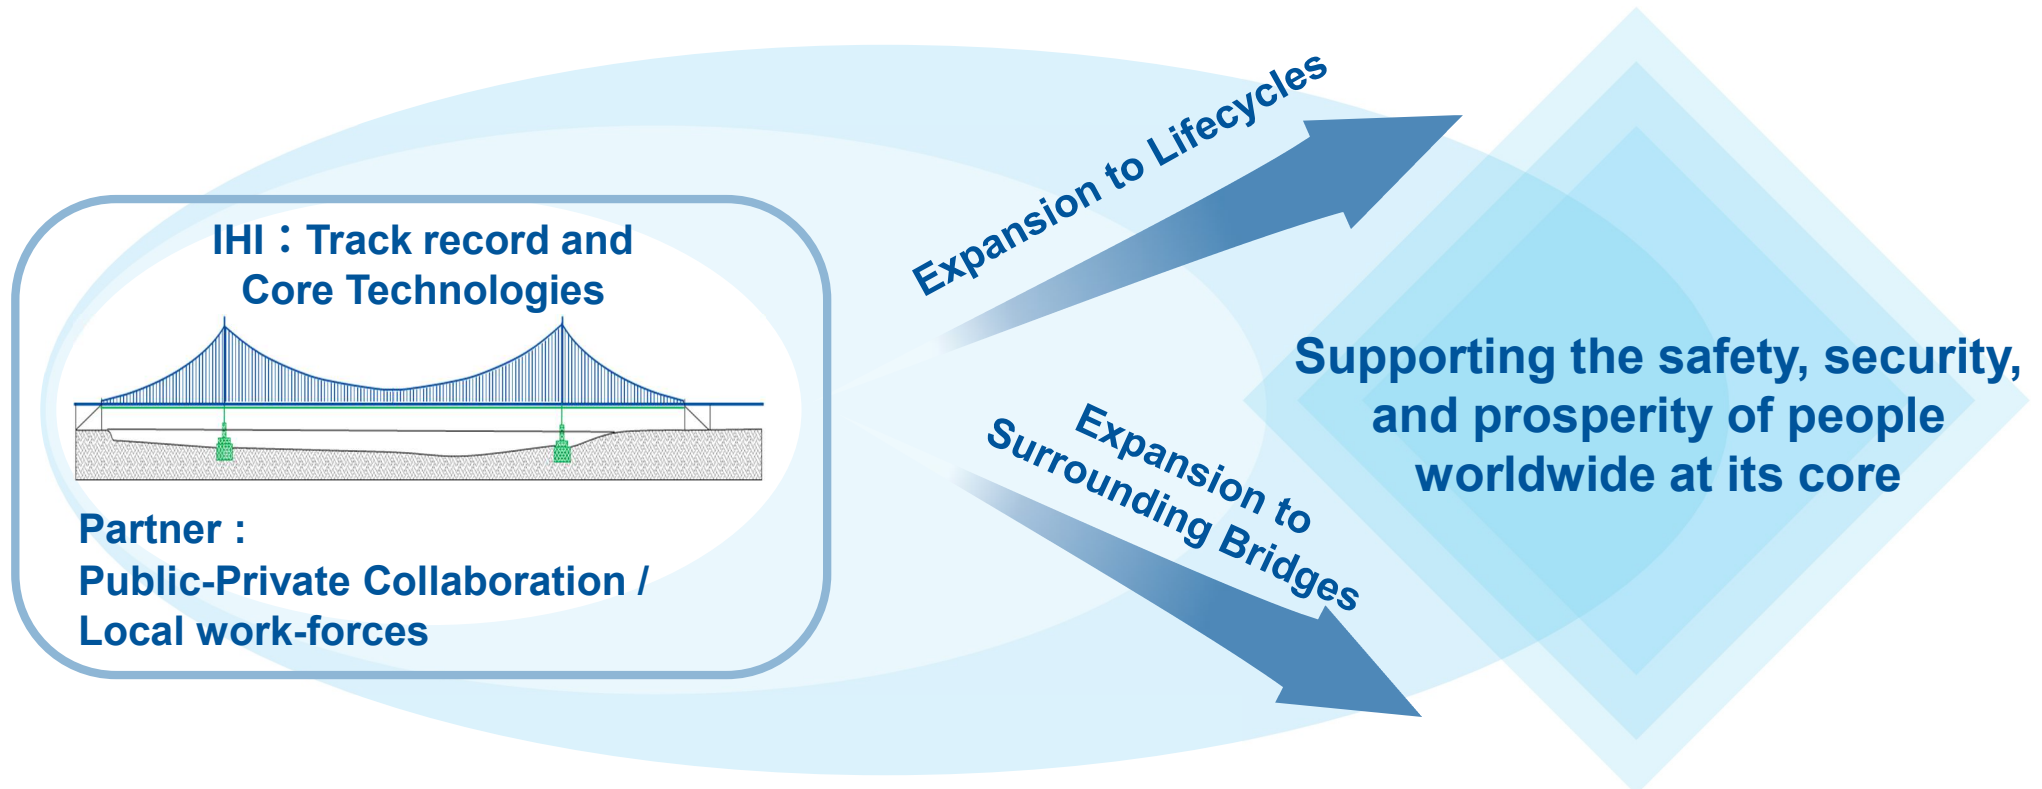 IHI：Track record and
Core Technologies
Partner :
Public-Private Collaboration /
Local work-forces
Expansion to Lifecycles
Expansion to
Surrounding Bridges
Supporting the safety, security,
and prosperity of people
worldwide at its core